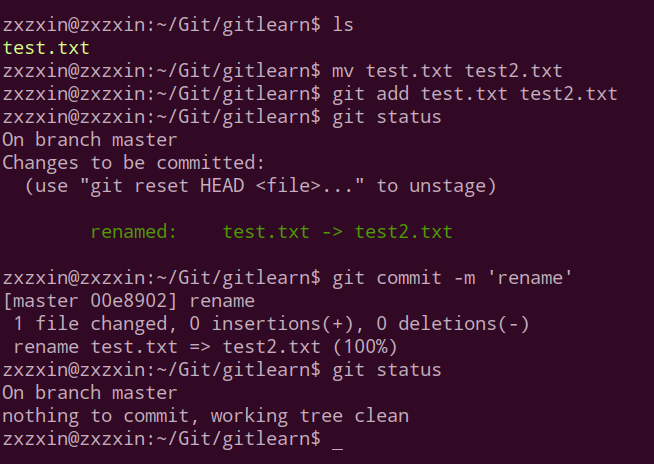 zxzxin@zxzxin:~/Git/gitlearn$ ls
test.txt
zxzxin@zxzxin:~/Git/gitlearn$ mv test.txt test2.txt
zxzxin@zxzxin:~/Git/gitlearn$ git add test.txt test2.txt
zxzxin@zxzxin:~/Git/gitlearn$ git status
On branch master
Changes to be committed:
  (use "git reset HEAD <file>..." to unstage)

        renamed:    test.txt -> test2.txt

zxzxin@zxzxin:~/Git/gitlearn$ git commit -m 'rename'
[master 00e8902] rename
 1 file changed, 0 insertions(+), 0 deletions(-)
 rename test.txt => test2.txt (100%)
zxzxin@zxzxin:~/Git/gitlearn$ git status
On branch master
nothing to commit, working tree clean
zxzxin@zxzxin:~/Git/gitlearn$ _